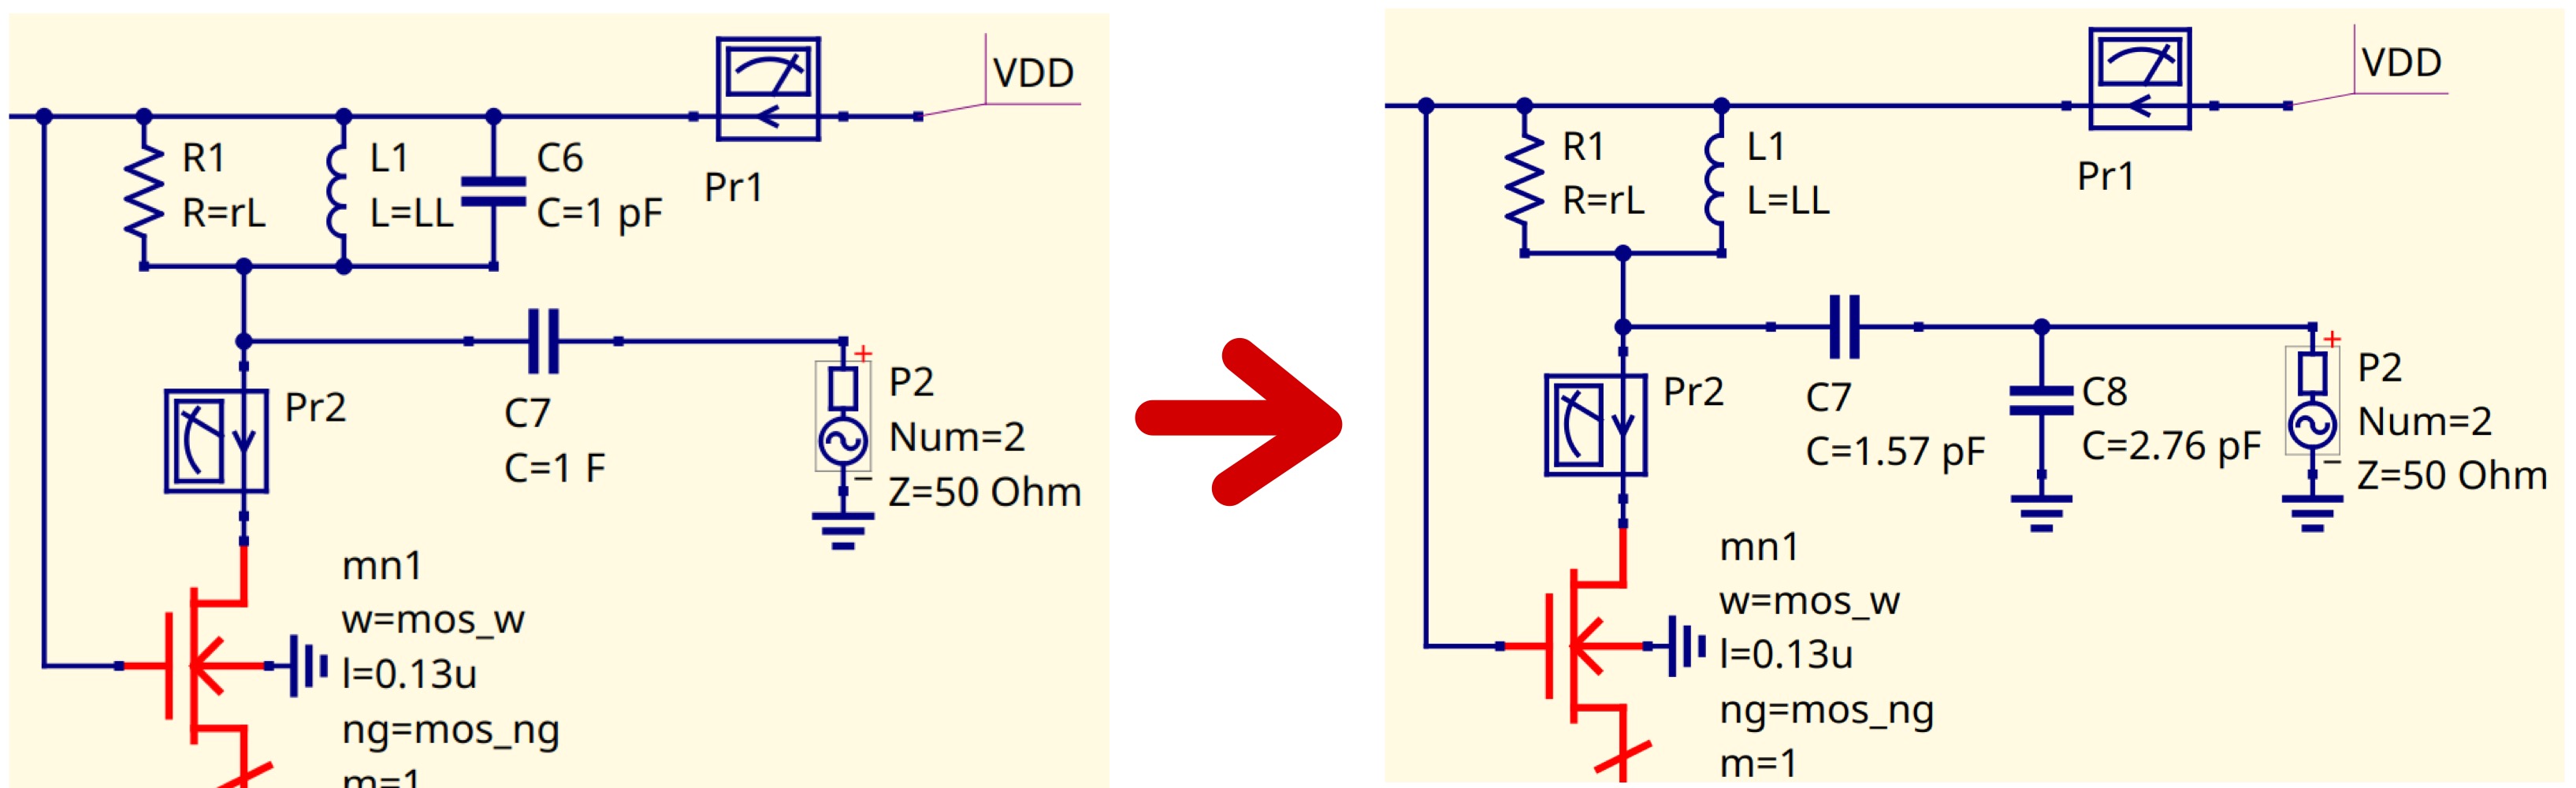 VDD
R1
R=rL
L1
L=LL
C6
C=1 pF
Pr1
C7
C=1 F
+
P2
Num=2
−
Z=50 Ohm
Pr2
mn1
w=mos_w
l=0.13u
ng=mos_ng
m=1
VDD
R1
R=rL
L1
L=LL
Pr1
Pr2
C7
C=1.57 pF
C8
C=2.76 pF
+
P2
Num=2
−
Z=50 Ohm
mn1
w=mos_w
l=0.13u
ng=mos_ng
m=1